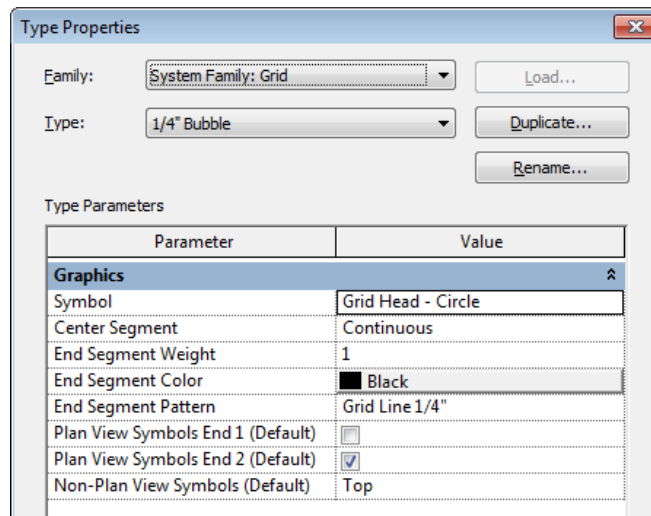 Type Properties
Family: System Family: Grid Load...
Type: 1/4" Bubble Duplicate...
Rename...
Type Parameters
Parameter Value
Graphics
Symbol Grid Head - Circle
Center Segment Continuous
End Segment Weight 1
End Segment Color Black
End Segment Pattern Grid Line 1/4"
Plan View Symbols End 1 (Default)
Plan View Symbols End 2 (Default)
Non-Plan View Symbols (Default) Top